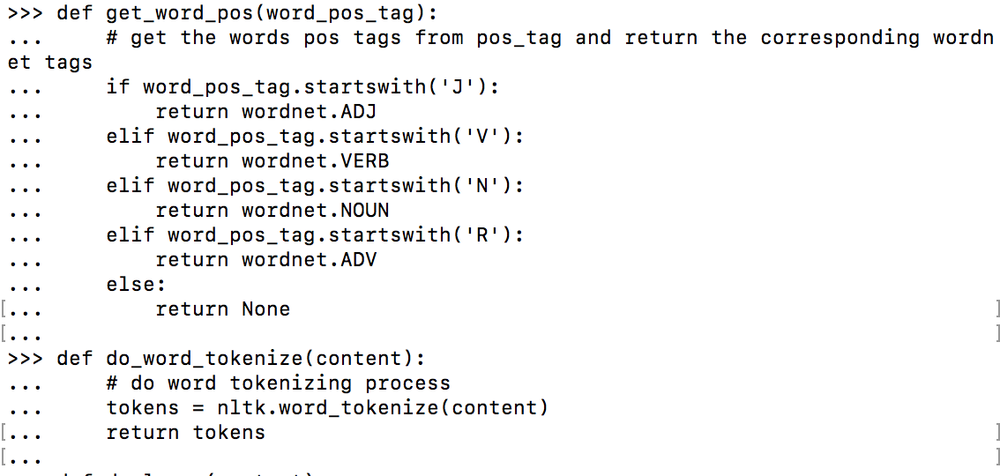 >>> def get_word_pos(word_pos_tag):
...     # get the words pos tags from pos_tag and return the corresponding wordn
et tags
...     if word_pos_tag.startswith('J'):
...         return wordnet.ADJ
...     elif word_pos_tag.startswith('V'):
...         return wordnet.VERB
...     elif word_pos_tag.startswith('N'):
...         return wordnet.NOUN
...     elif word_pos_tag.startswith('R'):
...         return wordnet.ADV
...     else:
[...         return None ]
[... ]
>>> def do_word_tokenize(content):
...     # do word tokenizing process
...     tokens = nltk.word_tokenize(content)
[...     return tokens ]
[... ]